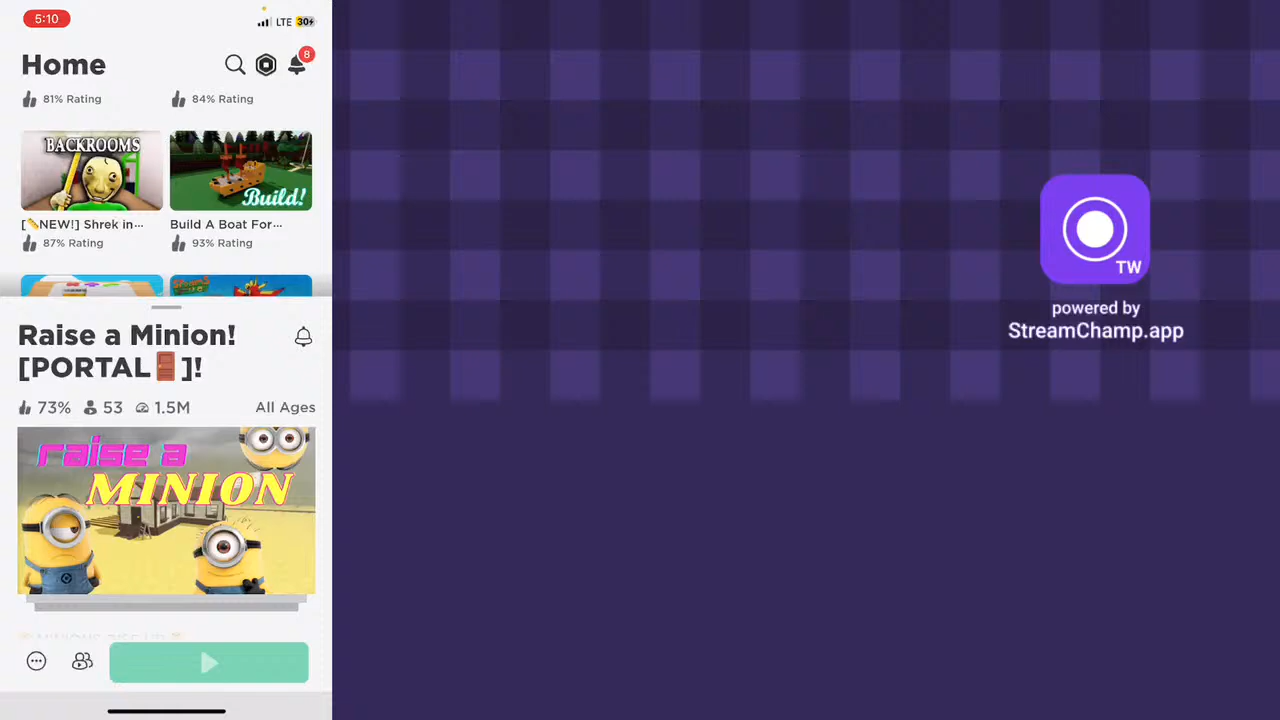 5:10
LTE 30
Home
8
81% Rating
84% Rating
BACKROOMS
Build!
[🌭NEW!] Shrek in...
Build A Boat For...
87% Rating
93% Rating
Raise a Minion!
[PORTAL🚪]!
73% 53 1.5M All Ages
raise a
MINION
TW
powered by
StreamChamp.app